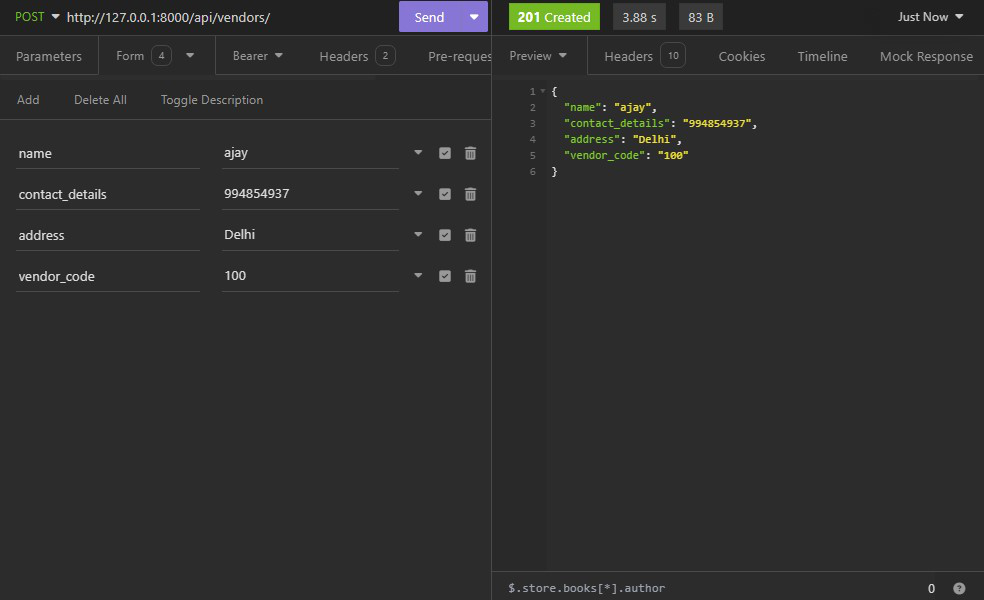 POST http://127.0.0.1:8000/api/vendors/ Send
201 Created 3.88 s 83 B Just Now
Parameters Form 4 Bearer Headers 2 Pre-reques
Preview Headers 10 Cookies Timeline Mock Response
Add Delete All Toggle Description
name ajay
contact_details 994854937
address Delhi
vendor_code 100
1 {
2 "name": "ajay",
3 "contact_details": "994854937",
4 "address": "Delhi",
5 "vendor_code": "100"
6 }
$.store.books[*].author 0 ?